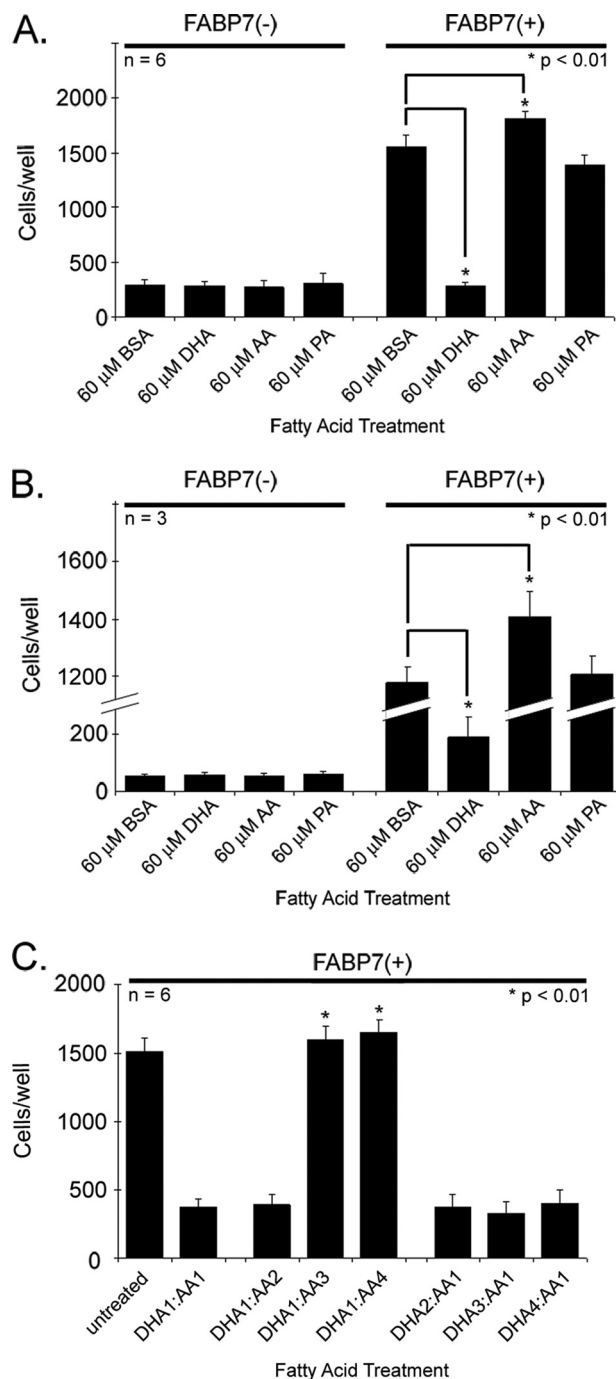 A.
FABP7(-) FABP7(+)
n = 6 * p < 0.01
2000
1500
1000
500
0
Cells/well
* *
60 µM BSA 60 µM DHA 60 µM AA 60 µM PA 60 µM BSA 60 µM DHA 60 µM AA 60 µM PA
Fatty Acid Treatment
B.
FABP7(-) FABP7(+)
n = 3 * p < 0.01
1600
1400
1200
200
0
Cells/well
* *
60 µM BSA 60 µM DHA 60 µM AA 60 µM PA 60 µM BSA 60 µM DHA 60 µM AA 60 µM PA
Fatty Acid Treatment
C.
FABP7(+)
n = 6 * p < 0.01
2000
1500
1000
500
0
Cells/well
* *
untreated DHA1:AA1 DHA1:AA2 DHA1:AA3 DHA1:AA4 DHA2:AA1 DHA3:AA1 DHA4:AA1
Fatty Acid Treatment